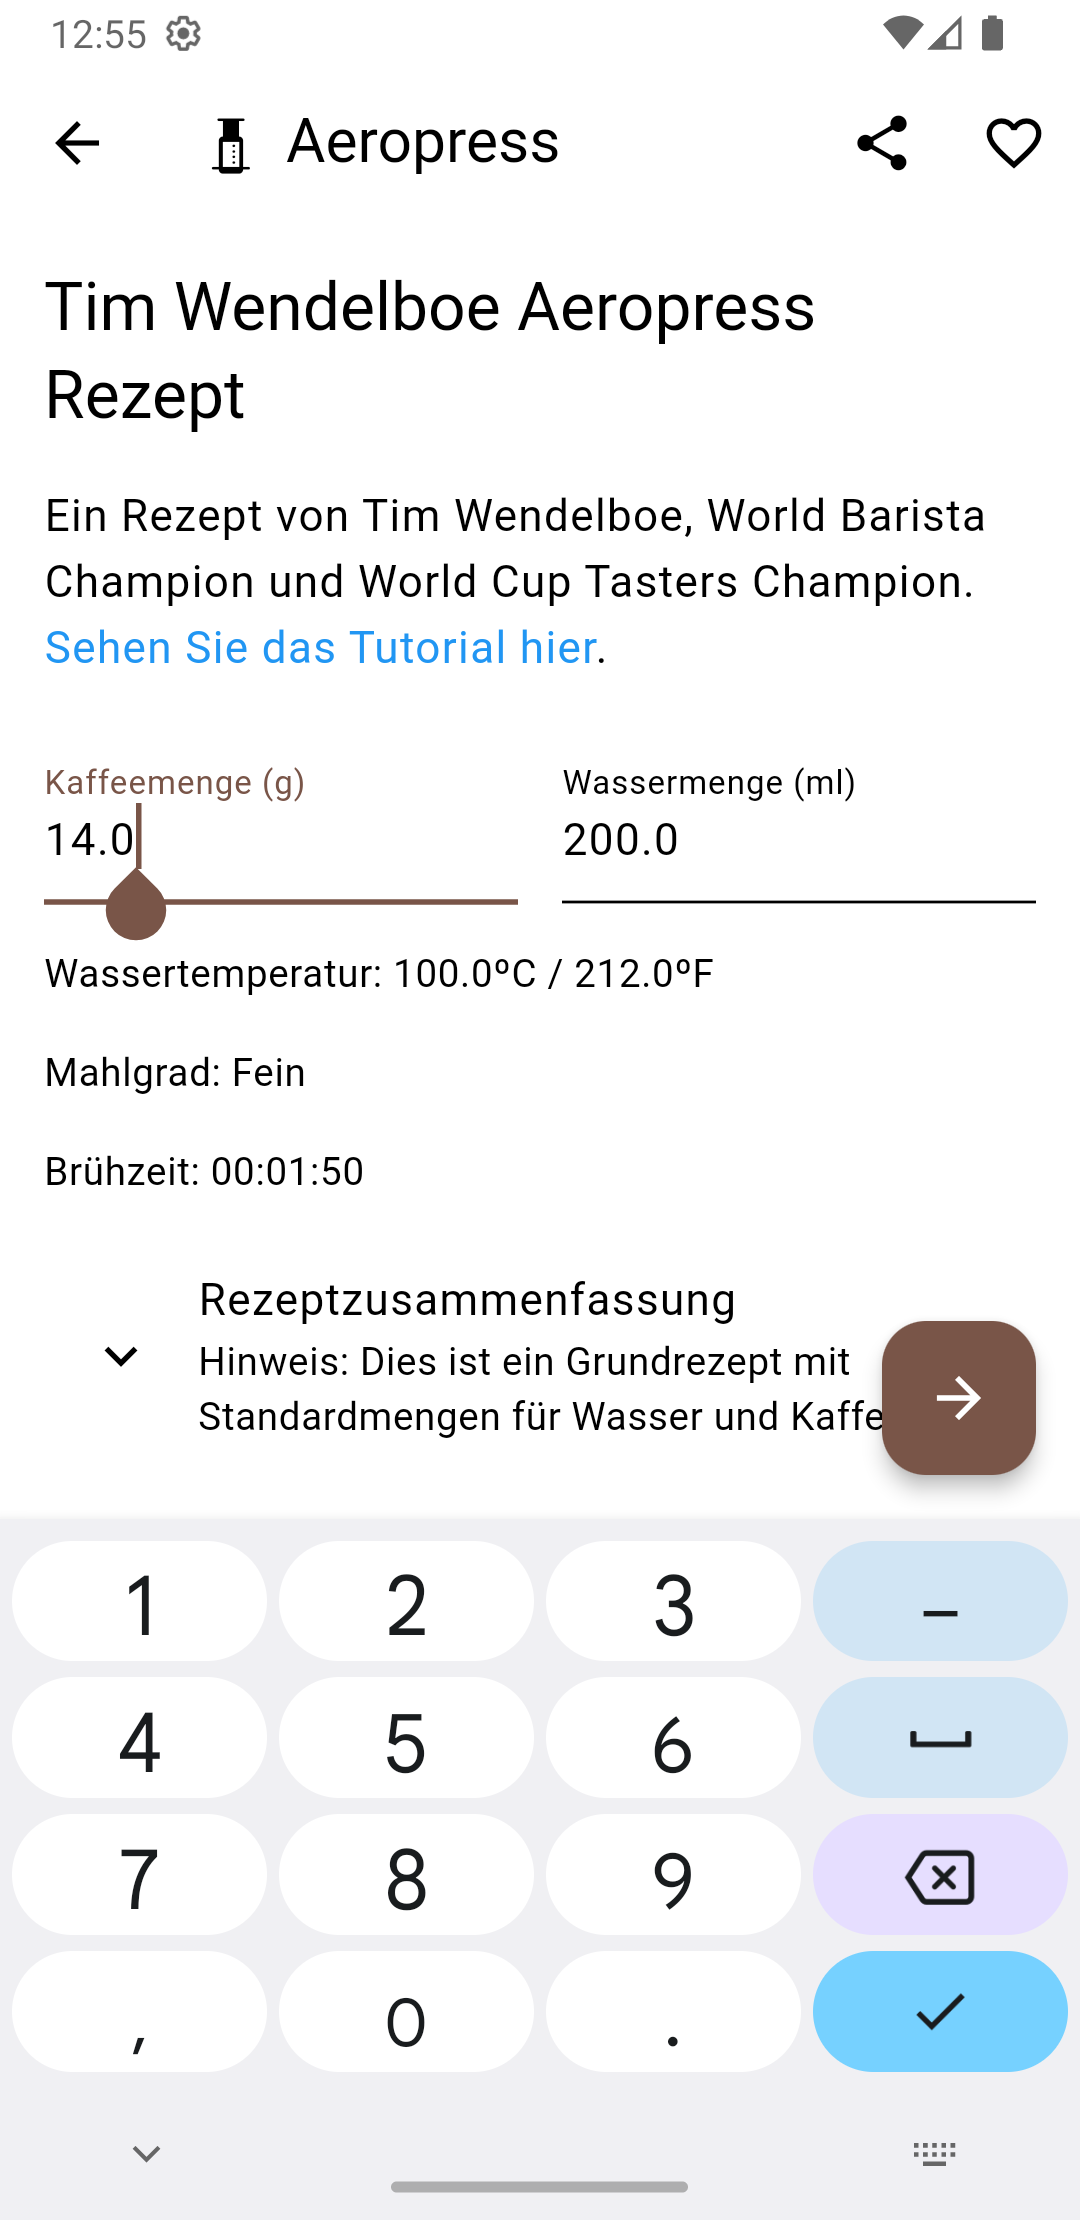 12:55
Aeropress
Tim Wendelboe Aeropress
Rezept
Ein Rezept von Tim Wendelboe, World Barista
Champion und World Cup Tasters Champion.
Sehen Sie das Tutorial hier.
Kaffeemenge (g)
Wassermenge (ml)
14.0
200.0
Wassertemperatur: 100.0ºC / 212.0ºF
Mahlgrad: Fein
Brühzeit: 00:01:50
Rezeptzusammenfassung
Hinweis: Dies ist ein Grundrezept mit
Standardmengen für Wasser und Kaffe
1 2 3 –
4 5 6
7 8 9
, 0 .